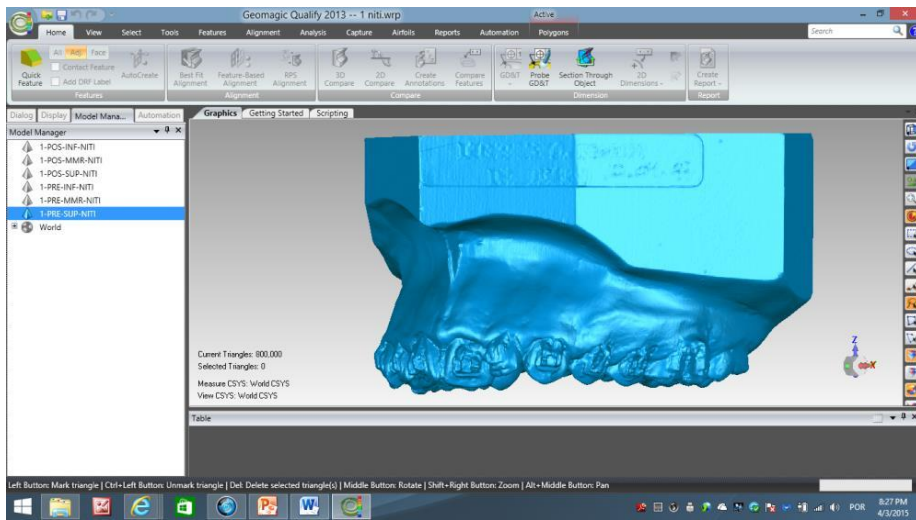 Geomagic Qualify 2013 -- 1 niti.wrp
Active
Home View Select Tools Features Alignment Analysis Capture Airfoils Reports Automation Polygons
Search
All Adj Face
Contact Feature
Add DRF Label
Quick Feature
AutoCreate
Best Fit Alignment
Feature-Based Alignment
RPS Alignment
3D Compare
2D Compare
Create Annotations
Compare Features
GD&T
Probe GD&T
Section Through Object
2D Dimensions
Create Report
Features Alignment Compare Dimension Report
Dialog Display Model Mana... Automation
Graphics Getting Started Scripting
Model Manager
1-POS-INF-NITI
1-POS-MMR-NITI
1-POS-SUP-NITI
1-PRE-INF-NITI
1-PRE-MMR-NITI
1-PRE-SUP-NITI
World
Current Triangles: 800,000
Selected Triangles: 0
Measure CSYS: World CSYS
View CSYS: World CSYS
Z
X
Table
Left Button: Mark triangle | Ctrl+Left Button: Unmark triangle | Del: Delete selected triangle(s) | Middle Button: Rotate | Shift+Right Button: Zoom | Alt+Middle Button: Pan
POR
8:27 PM
4/3/2015